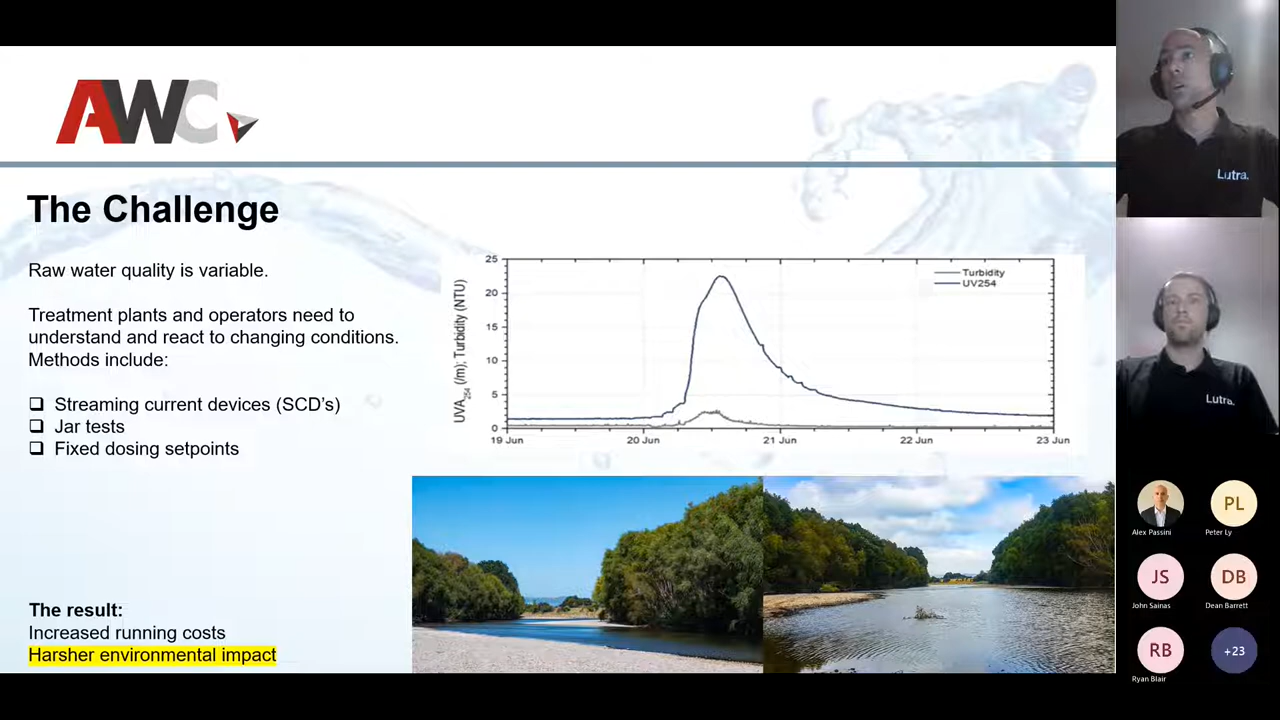 AWC
The Challenge
Raw water quality is variable.
Treatment plants and operators need to
understand and react to changing conditions.
Methods include:
Streaming current devices (SCD's)
Jar tests
Fixed dosing setpoints
The result:
Increased running costs
Harsher environmental impact
UVA254 (/m); Turbidity (NTU)
25
20
15
10
5
0
19 Jun
20 Jun
21 Jun
22 Jun
23 Jun
Turbidity
UV254
Lutra.
Lutra.
Alex Passini
PL
Peter Ly
JS
John Sainas
DB
Dean Barrett
RB
Ryan Blair
+23